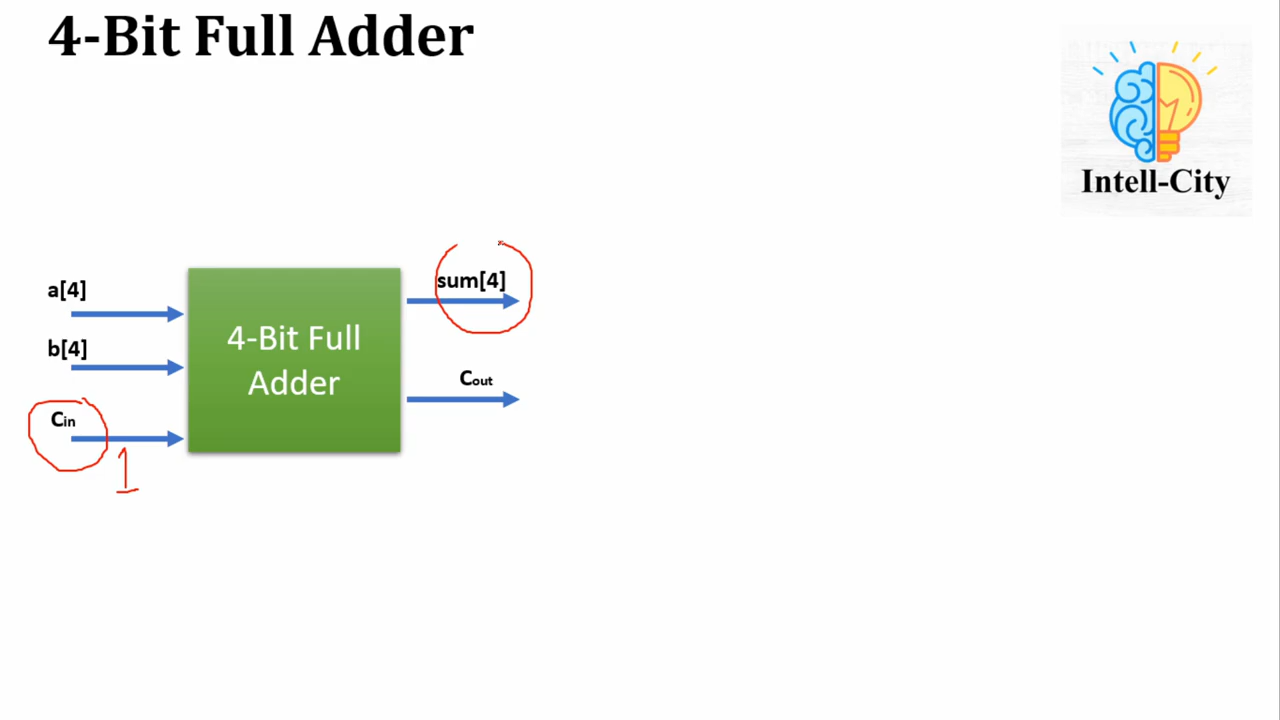 4-Bit Full Adder
Intell-City
a[4]
b[4]
Cin
1
4-Bit Full
Adder
sum[4]
Cout